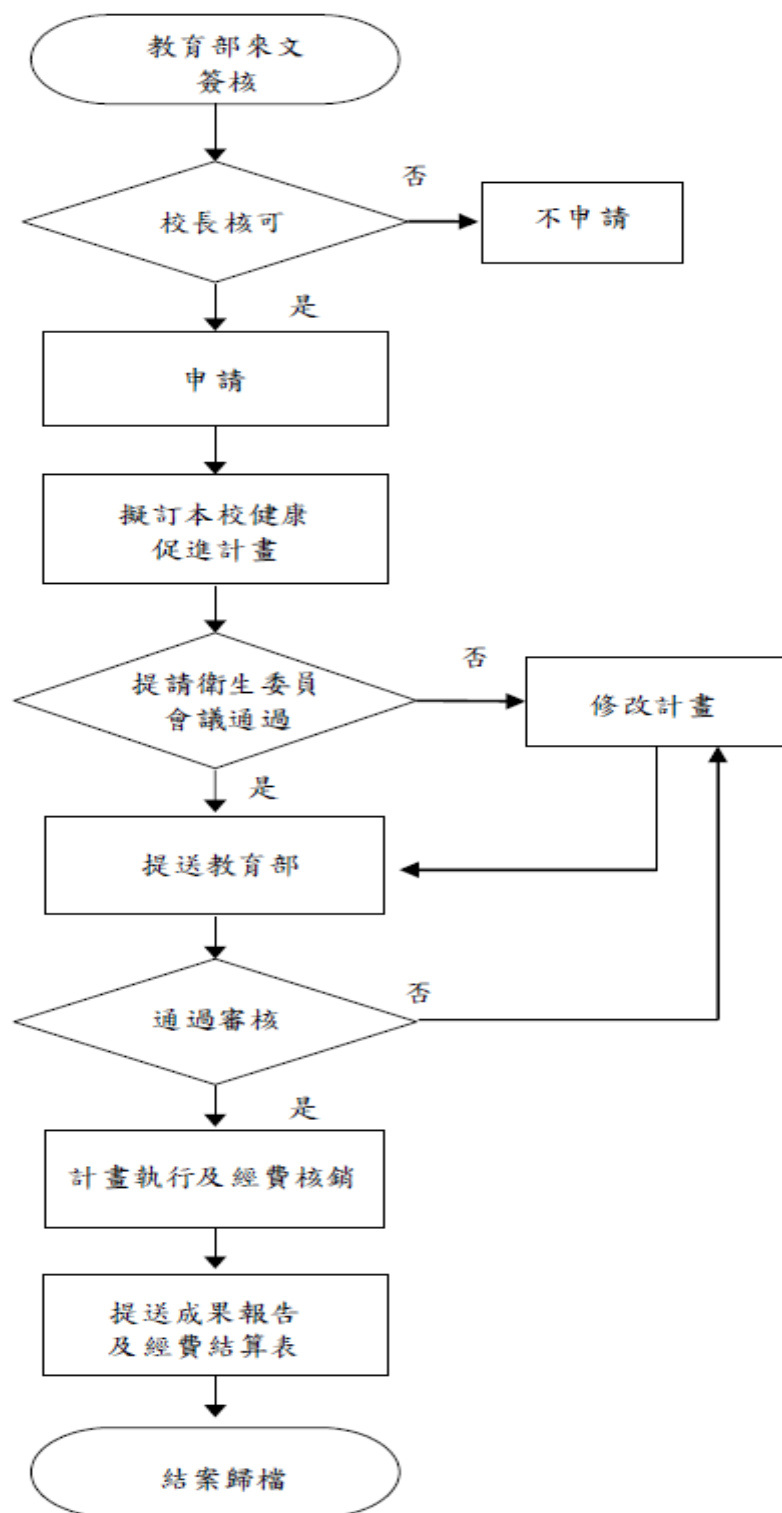 教育部來文
簽核
校長核可
否
不申請
是
申請
擬訂本校健康
促進計畫
提請衛生委員
會議通過
否
修改計畫
是
提送教育部
通過審核
否
是
計畫執行及經費核銷
提送成果報告
及經費結算表
結案歸檔